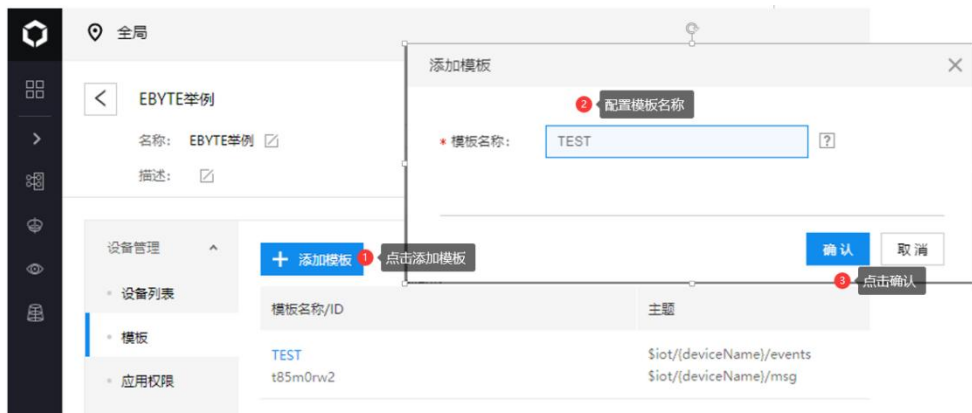 全局
EBYTE举例
名称: EBYTE举例
描述:
设备管理
设备列表
模板
应用权限
添加模板
1 点击添加模板
模板名称/ID
主题
TEST
t85m0rw2
$iot/{deviceName}/events
$iot/{deviceName}/msg
添加模板
2 配置模板名称
* 模板名称: TEST ?
确认 取消
3 点击确认